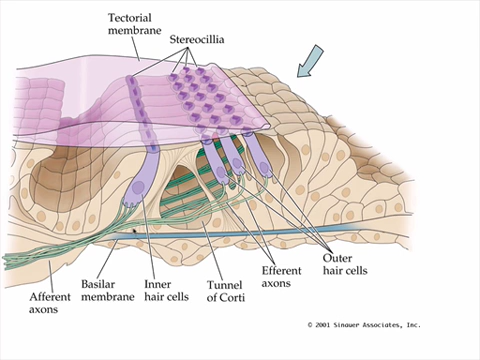 Tectorial
membrane
Stereocillia
Afferent
axons
Basilar
membrane
Inner
hair cells
Tunnel
of Corti
Efferent
axons
Outer
hair cells
© 2001 Sinauer Associates, Inc.